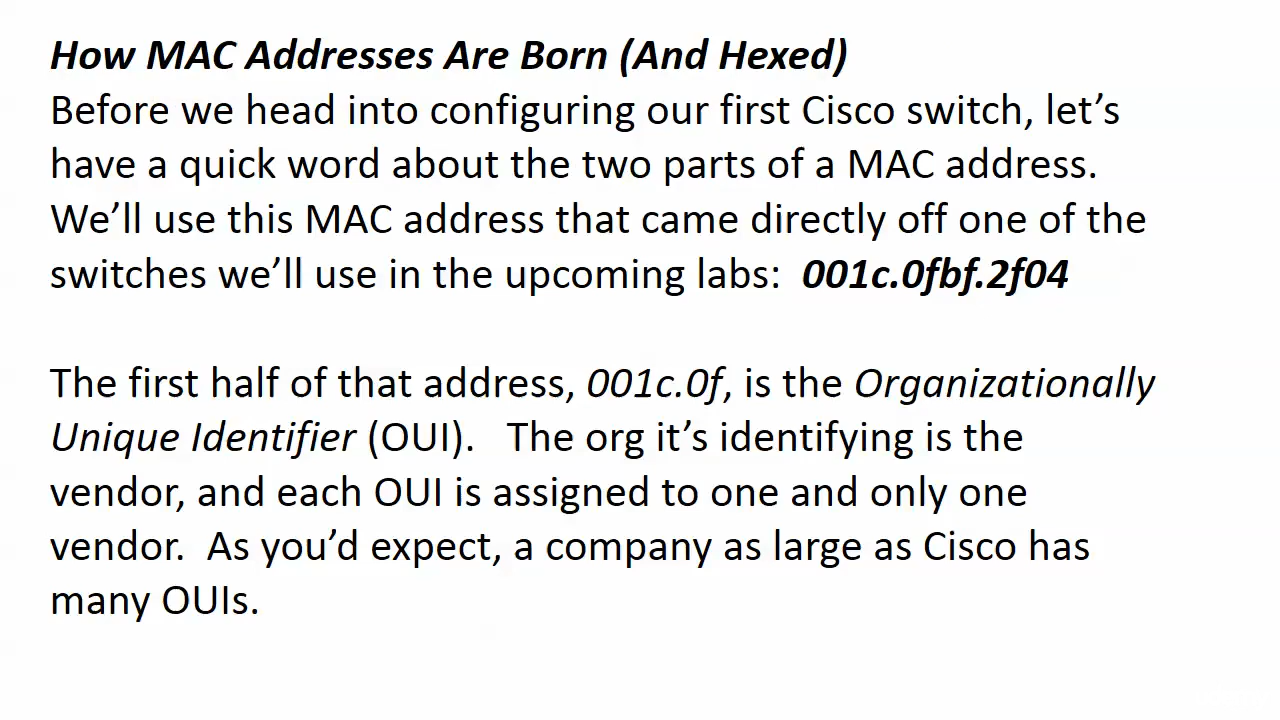 How MAC Addresses Are Born (And Hexed)
Before we head into configuring our first Cisco switch, let’s
have a quick word about the two parts of a MAC address.
We’ll use this MAC address that came directly off one of the
switches we’ll use in the upcoming labs:  001c.0fbf.2f04
The first half of that address, 001c.0f, is the Organizationally
Unique Identifier (OUI).   The org it’s identifying is the
vendor, and each OUI is assigned to one and only one
vendor.  As you’d expect, a company as large as Cisco has
many OUIs.